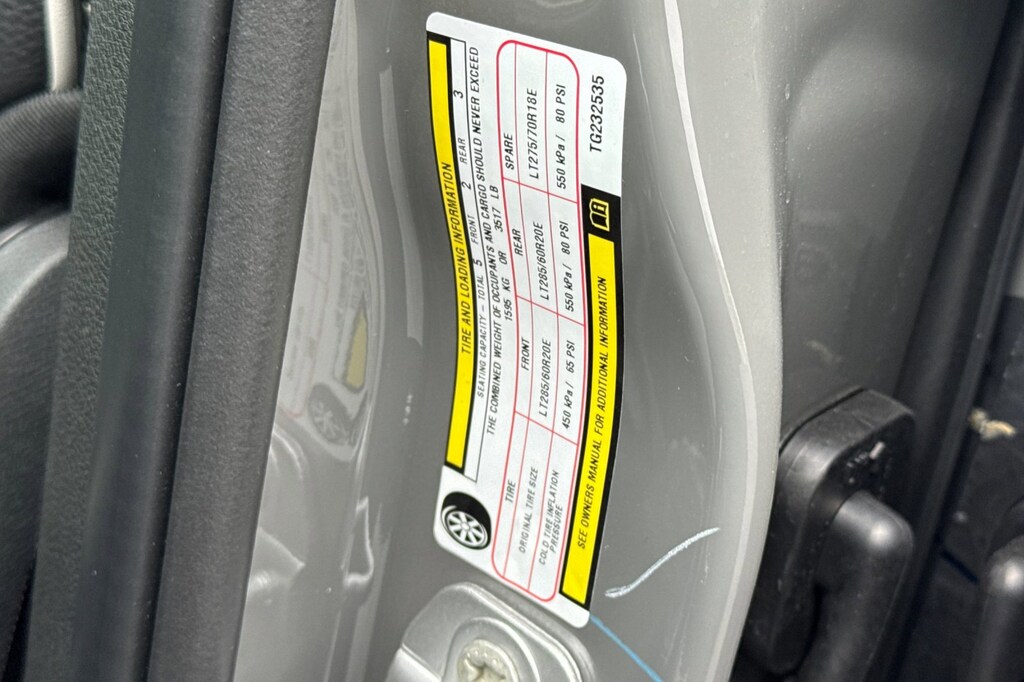 TIRE AND LOADING INFORMATION
SEATING CAPACITY – TOTAL 5 FRONT 2 REAR 3
THE COMBINED WEIGHT OF OCCUPANTS AND CARGO SHOULD NEVER EXCEED
1595 KG OR 3517 LB
TIRE FRONT REAR SPARE
ORIGINAL TIRE SIZE LT285/60R20E LT285/60R20E LT275/70R18E
COLD TIRE INFLATION PRESSURE 450 kPa/ 65 PSI 550 kPa/ 80 PSI 550 kPa/ 80 PSI
SEE OWNERS MANUAL FOR ADDITIONAL INFORMATION
TG232535